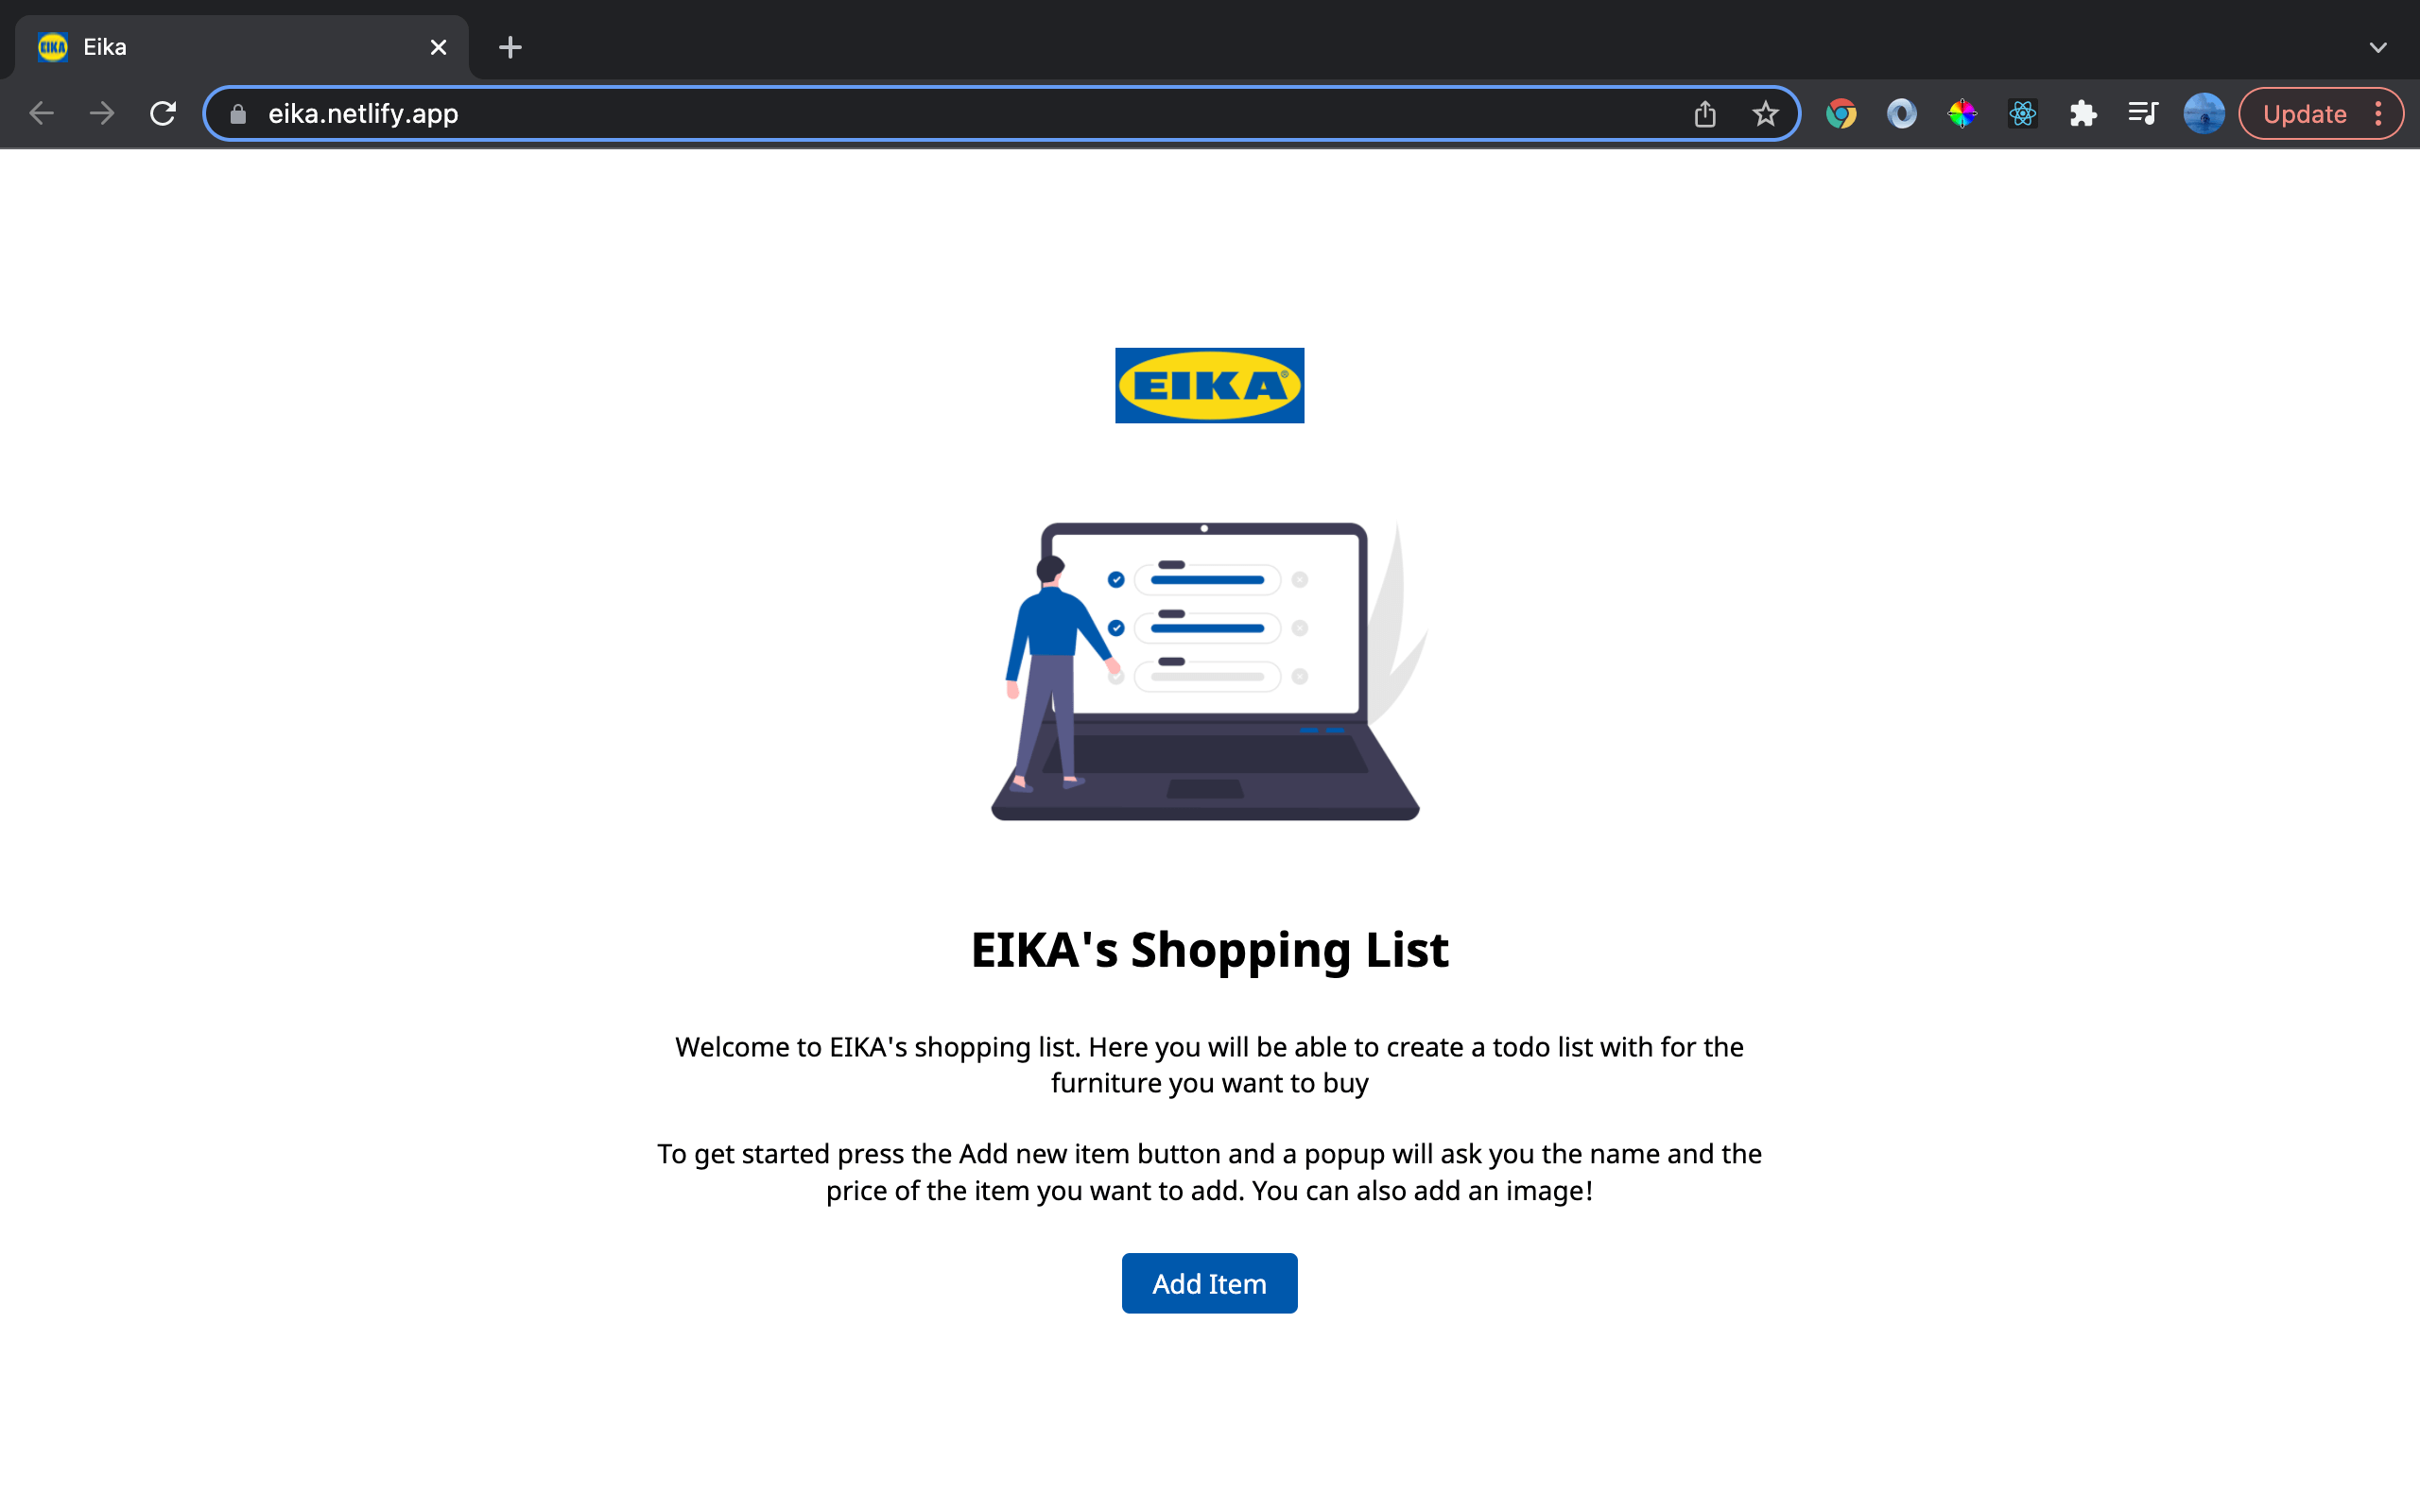 Eika
eika.netlify.app
Update
EIKA®
EIKA's Shopping List
Welcome to EIKA's shopping list. Here you will be able to create a todo list with for the
furniture you want to buy
To get started press the Add new item button and a popup will ask you the name and the
price of the item you want to add. You can also add an image!
Add Item